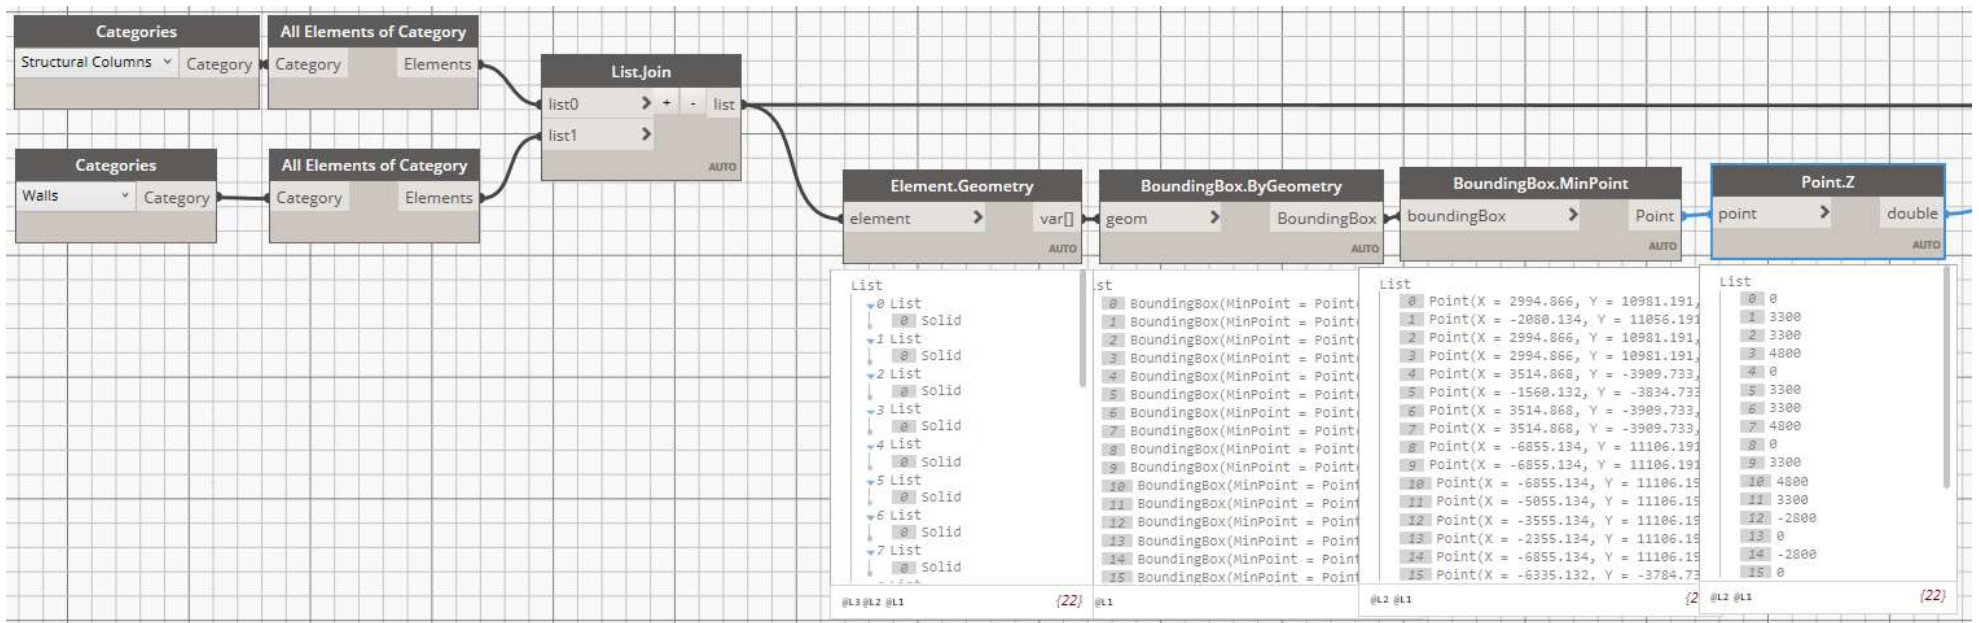 Categories
Structural Columns
Category
All Elements of Category
Category Elements
List.Join
list0 + - list
list1
AUTO
Categories
Walls
Category
All Elements of Category
Category Elements
Element.Geometry
element var[]
AUTO
BoundingBox.ByGeometry
geom BoundingBox
AUTO
BoundingBox.MinPoint
boundingBox Point
AUTO
Point.Z
point double
AUTO
List
0 List
0 Solid
1 List
0 Solid
2 List
0 Solid
3 List
0 Solid
4 List
0 Solid
5 List
0 Solid
6 List
0 Solid
7 List
0 Solid
@L3 @L2 @L1 {22}
st
0 BoundingBox(MinPoint = Point
1 BoundingBox(MinPoint = Point
2 BoundingBox(MinPoint = Point
3 BoundingBox(MinPoint = Point
4 BoundingBox(MinPoint = Point
5 BoundingBox(MinPoint = Point
6 BoundingBox(MinPoint = Point
7 BoundingBox(MinPoint = Point
8 BoundingBox(MinPoint = Point
9 BoundingBox(MinPoint = Point
10 BoundingBox(MinPoint = Point
11 BoundingBox(MinPoint = Point
12 BoundingBox(MinPoint = Point
13 BoundingBox(MinPoint = Point
14 BoundingBox(MinPoint = Point
15 BoundingBox(MinPoint = Point
@L1
List
0 Point(X = 2994.866, Y = 10981.191,
1 Point(X = -2080.134, Y = 11056.191
2 Point(X = 2994.866, Y = 10981.191,
3 Point(X = 2994.866, Y = 10981.191,
4 Point(X = 3514.868, Y = -3909.733,
5 Point(X = -1560.132, Y = -3834.733
6 Point(X = 3514.868, Y = -3909.733,
7 Point(X = 3514.868, Y = -3909.733,
8 Point(X = -6855.134, Y = 11106.191
9 Point(X = -6855.134, Y = 11106.191
10 Point(X = -6855.134, Y = 11106.19
11 Point(X = -5055.134, Y = 11106.19
12 Point(X = -3555.134, Y = 11106.19
13 Point(X = -2355.134, Y = 11106.19
14 Point(X = -6855.134, Y = 11106.19
15 Point(X = -6335.132, Y = -3784.73
@L2 @L1 {2
List
0 0
1 3300
2 3300
3 4800
4 0
5 3300
6 3300
7 4800
8 0
9 3300
10 4800
11 3300
12 -2800
13 0
14 -2800
15 0
@L2 @L1 {22}